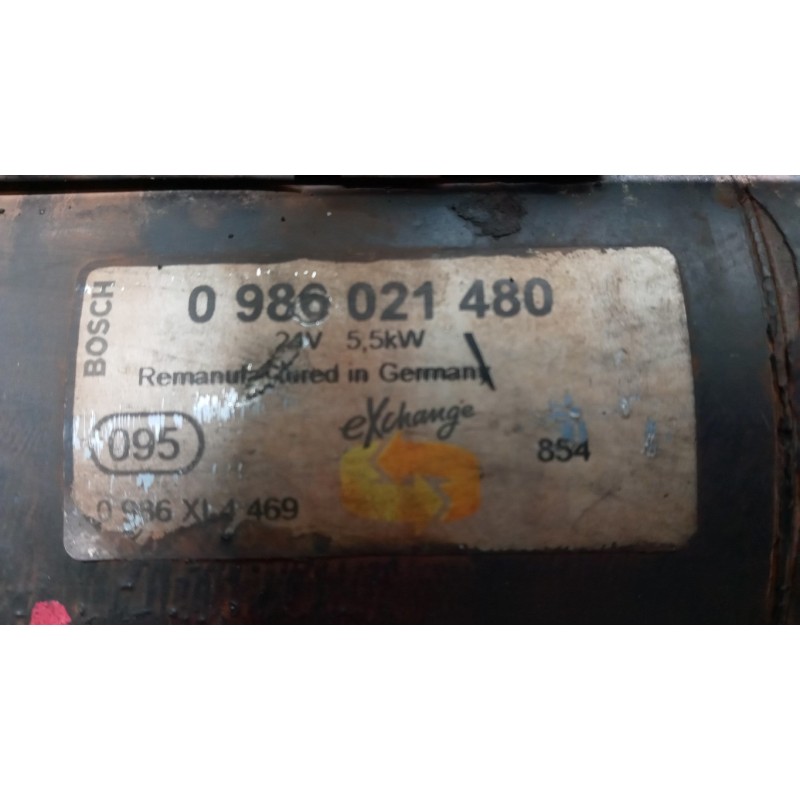 BOSCH
0 986 021 480
24V 5,5kW
Remanufactured in Germany
eXchange
095
854
0 986 XL4 469